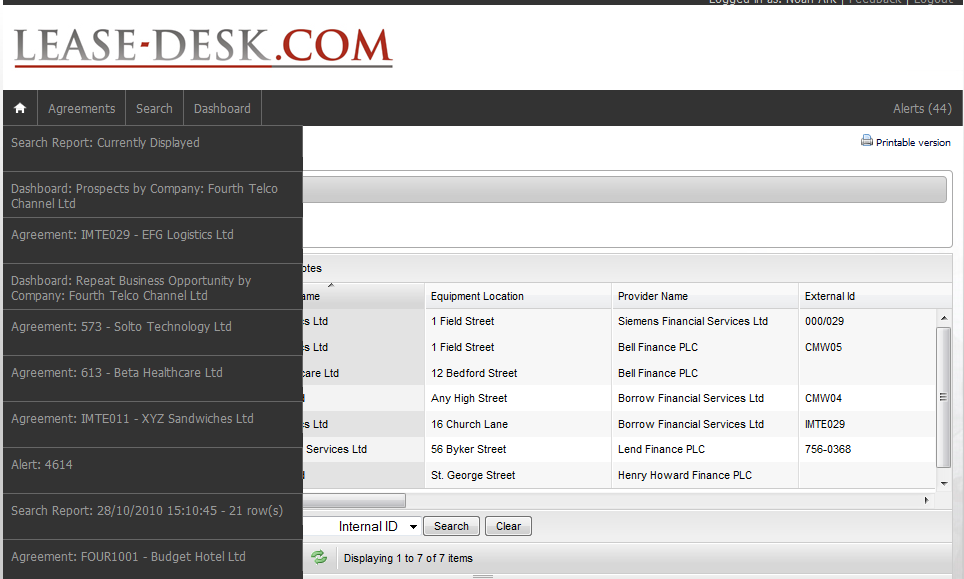 Logged in as: Noah Ark | Feedback | Logout
LEASE-DESK.COM
Agreements Search Dashboard Alerts (44)
Printable version
Search Report: Currently Displayed
Dashboard: Prospects by Company: Fourth Telco
Channel Ltd
Agreement: IMTE029 - EFG Logistics Ltd
Dashboard: Repeat Business Opportunity by
Company: Fourth Telco Channel Ltd
Agreement: 573 - Solto Technology Ltd
Agreement: 613 - Beta Healthcare Ltd
Agreement: IMTE011 - XYZ Sandwiches Ltd
Alert: 4614
Search Report: 28/10/2010 15:10:45 - 21 row(s)
Agreement: FOUR1001 - Budget Hotel Ltd
otes
ame Equipment Location Provider Name External Id
s Ltd 1 Field Street Siemens Financial Services Ltd 000/029
s Ltd 1 Field Street Bell Finance PLC CMW05
care Ltd 12 Bedford Street Bell Finance PLC
Any High Street Borrow Financial Services Ltd CMW04
s Ltd 16 Church Lane Borrow Financial Services Ltd IMTE029
Services Ltd 56 Byker Street Lend Finance PLC 756-0368
St. George Street Henry Howard Finance PLC
Internal ID Search Clear
Displaying 1 to 7 of 7 items